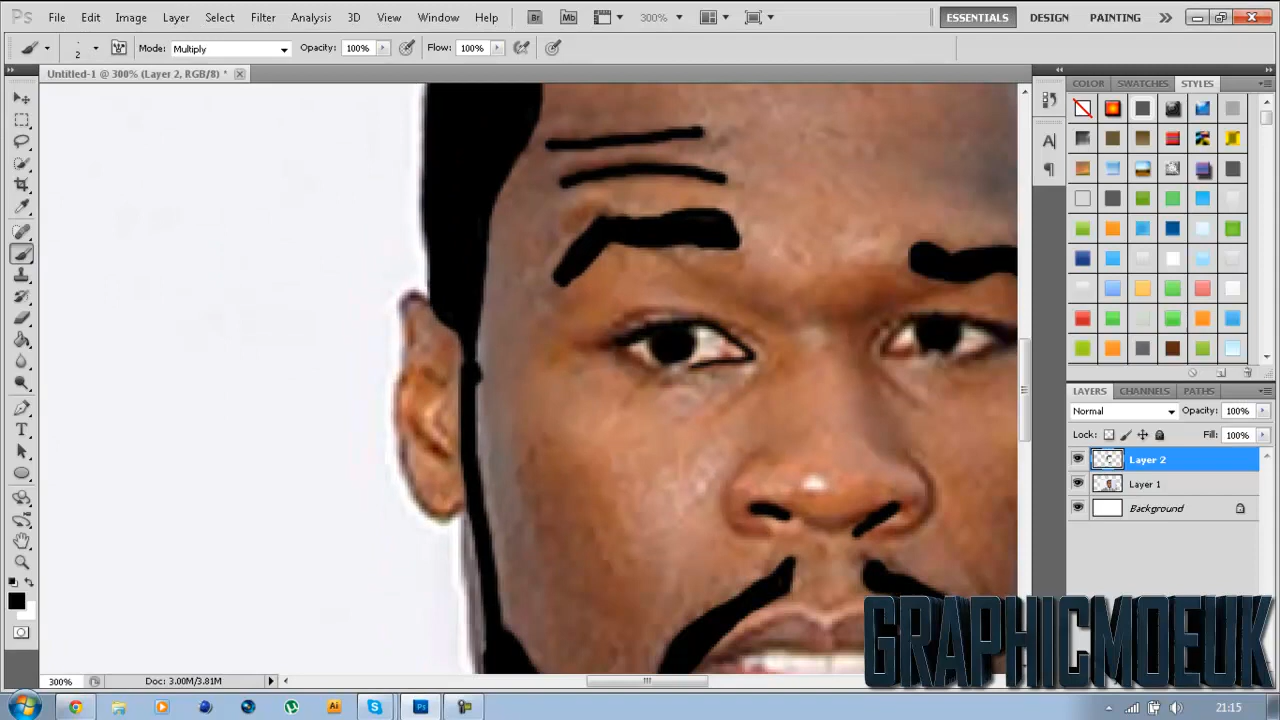 Ps File Edit Image Layer Select Filter Analysis 3D View Window Help Br Mb 300% ESSENTIALS DESIGN PAINTING
2 Mode: Multiply Opacity: 100% Flow: 100%
Untitled-1 @ 300% (Layer 2, RGB/8) *
COLOR SWATCHES STYLES
LAYERS CHANNELS PATHS
Normal Opacity: 100%
Lock: Fill: 100%
Layer 2
Layer 1
Background
GRAPHICMOEUK
300% Doc: 3.00M/3.81M
21:15